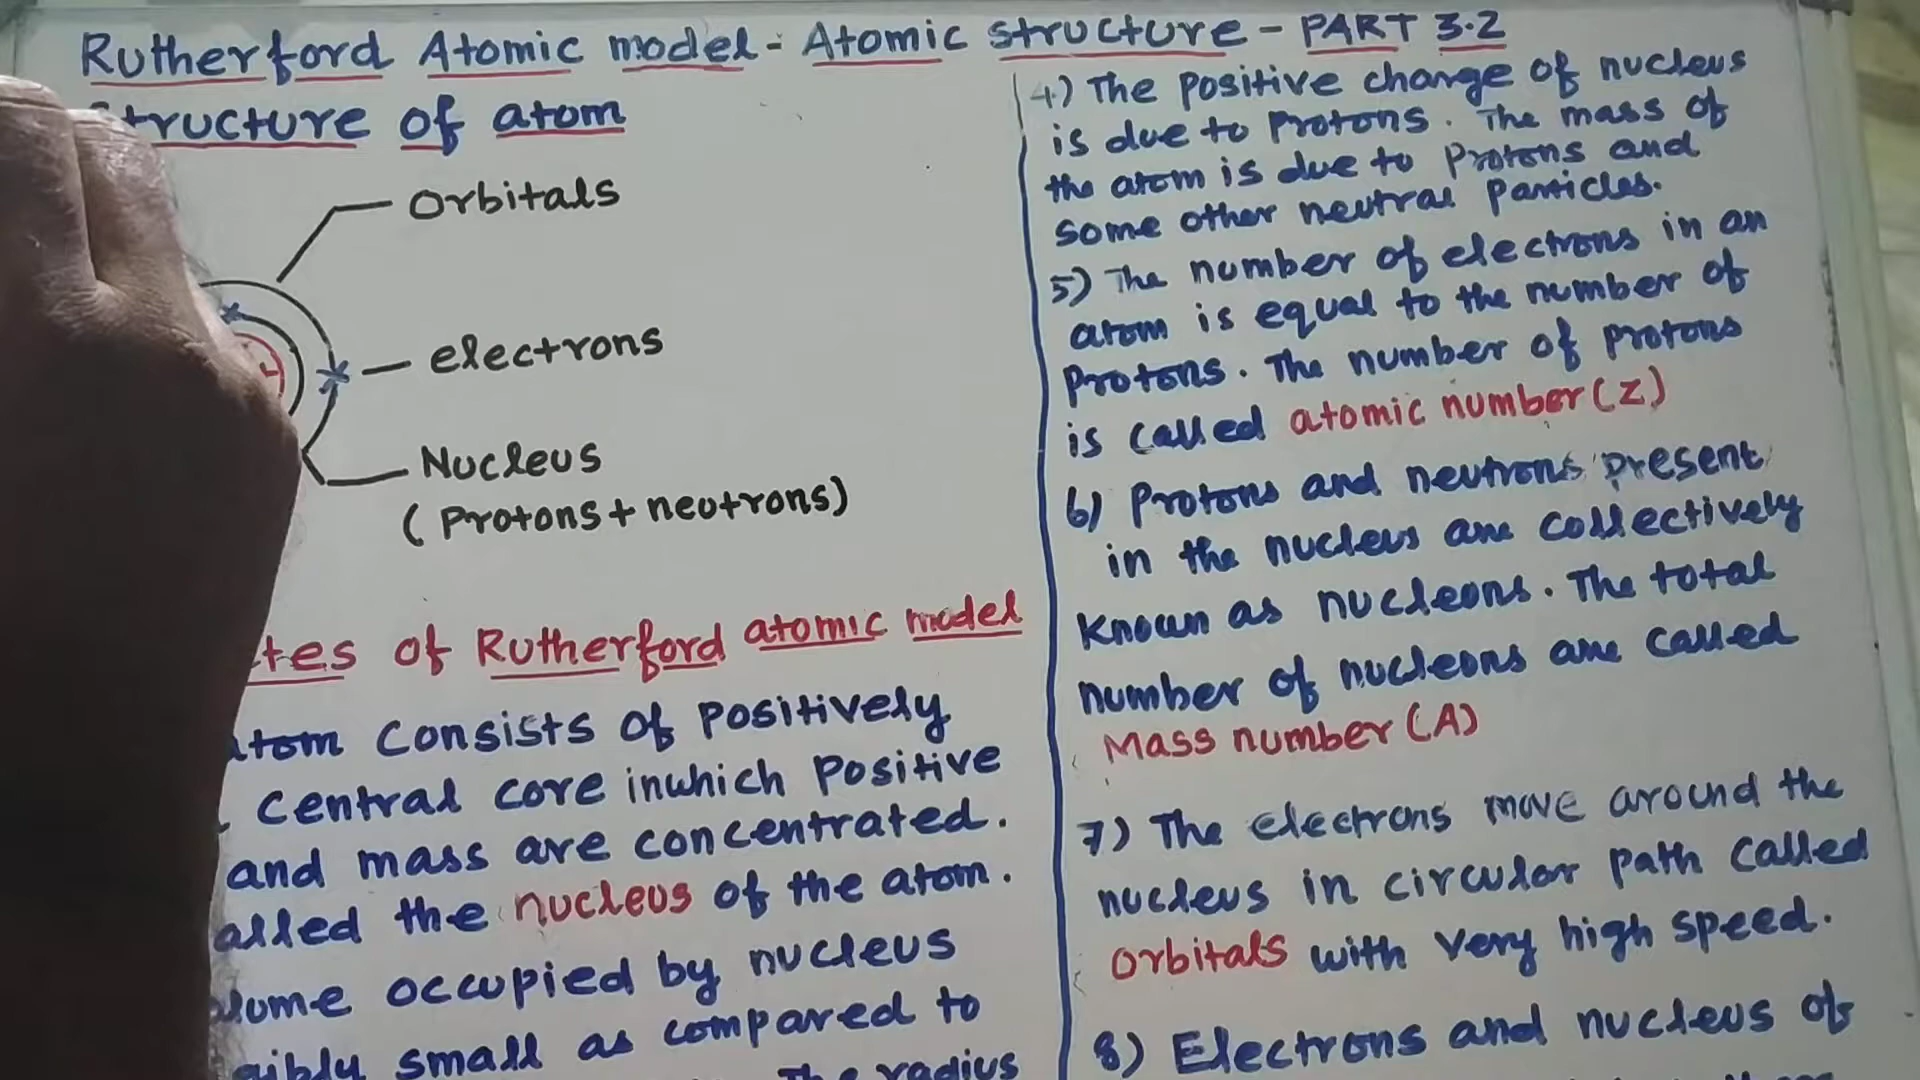 Rutherford Atomic model - Atomic structure - PART 3.2
tructure of atom
Orbitals
electrons
Nucleus
(Protons + neutrons)
tes of Rutherford atomic model
atom consists of positively
central core inwhich positive
and mass are concentrated.
alled the nucleus of the atom.
lume occupied by nucleus
gibly small as compared to
The radius
4) The positive change of nucleus
is due to protons. The mass of
the atom is due to protons and
some other neutral particles.
5) The number of electrons in an
atom is equal to the number of
protons. The number of protons
is called atomic number (Z)
6) Protons and neutrons present
in the nucleus are collectively
known as nucleons. The total
number of nucleons are called
Mass number (A)
7) The electrons move around the
nucleus in circular path called
orbitals with very high speed.
8) Electrons and nucleus of